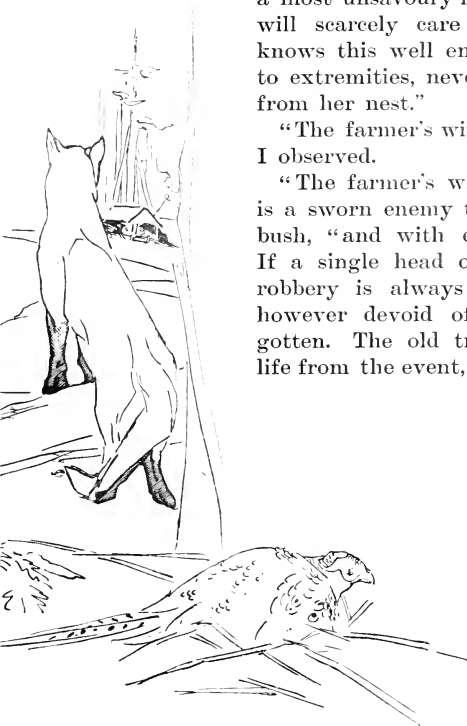 a most unsavoury
will scarcely care
knows this well en
to extremities, neve
from her nest.”
“The farmer's wi
I observed.
“The farmer's w
is a sworn enemy t
bush, “and with e
If a single head o
robbery is always
however devoid of
gotten. The old tr
life from the event,